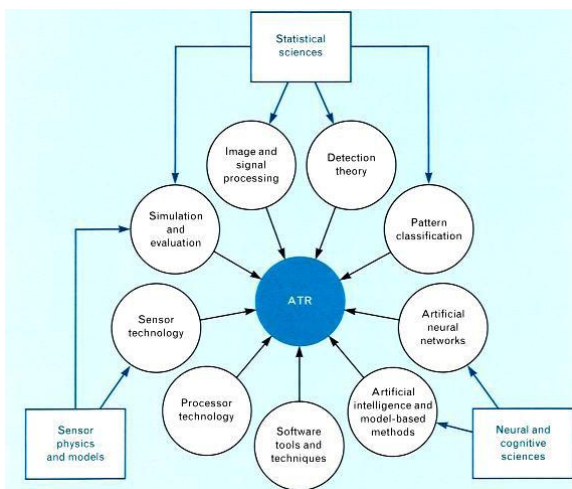 Statistical
sciences
Image and
signal
processing
Detection
theory
Simulation
and
evaluation
Pattern
classification
ATR
Sensor
technology
Artificial
neural
networks
Processor
technology
Software
tools and
techniques
Artificial
intelligence and
model-based
methods
Sensor
physics
and models
Neural and
cognitive
sciences